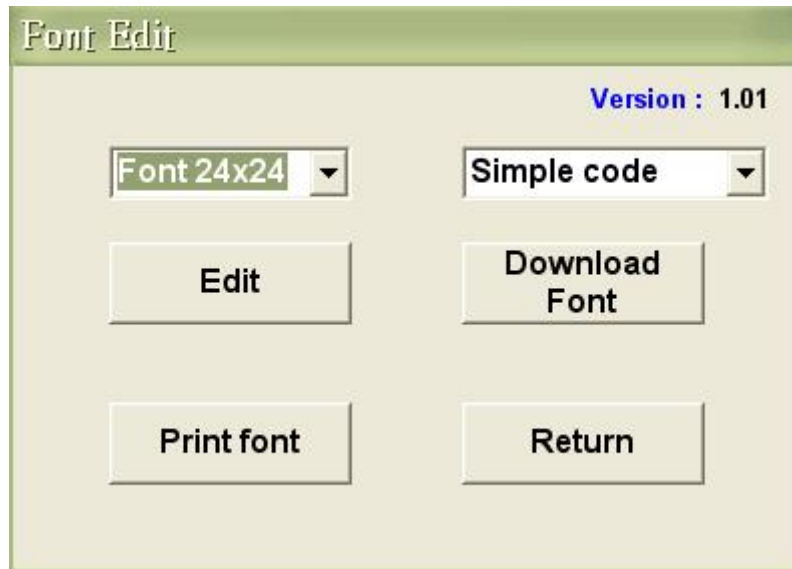 Font Edit
Version : 1.01
Font 24x24
Simple code
Edit
Download
Font
Print font
Return